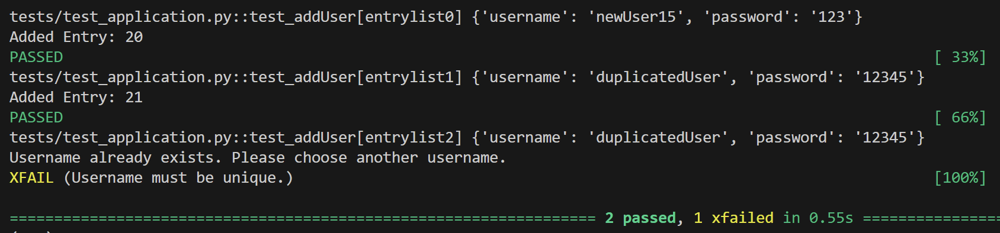 tests/test_application.py::test_addUser[entrylist0] {'username': 'newUser15', 'password': '123'}
Added Entry: 20
PASSED [ 33%]
tests/test_application.py::test_addUser[entrylist1] {'username': 'duplicatedUser', 'password': '12345'}
Added Entry: 21
PASSED [ 66%]
tests/test_application.py::test_addUser[entrylist2] {'username': 'duplicatedUser', 'password': '12345'}
Username already exists. Please choose another username.
XFAIL (Username must be unique.) [100%]
================================================================== 2 passed, 1 xfailed in 0.55s ================